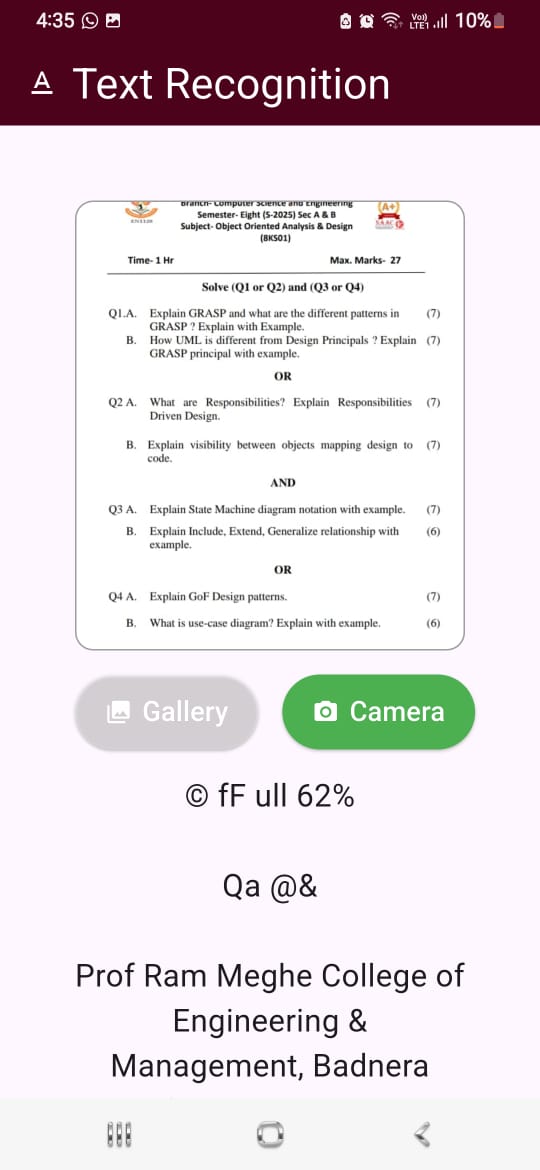 4:35
Vo) LTE1 10%
A Text Recognition
Branch- Computer Science and Engineering
Semester- Eight (S-2025) Sec A & B
Subject- Object Oriented Analysis & Design
(8KS01)
A+
Time- 1 Hr Max. Marks- 27
Solve (Q1 or Q2) and (Q3 or Q4)
Q1.A. Explain GRASP and what are the different patterns in (7)
GRASP ? Explain with Example.
B. How UML is different from Design Principals ? Explain (7)
GRASP principal with example.
OR
Q2 A. What are Responsibilities? Explain Responsibilities (7)
Driven Design.
B. Explain visibility between objects mapping design to (7)
code.
AND
Q3 A. Explain State Machine diagram notation with example. (7)
B. Explain Include, Extend, Generalize relationship with (6)
example.
OR
Q4 A. Explain GoF Design patterns. (7)
B. What is use-case diagram? Explain with example. (6)
Gallery Camera
© fF ull 62%
Qa @&
Prof Ram Meghe College of
Engineering &
Management, Badnera